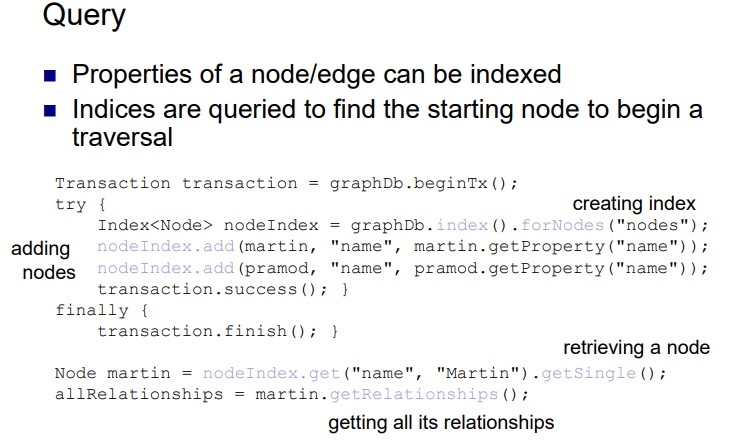 Query
Properties of a node/edge can be indexed
Indices are queried to find the starting node to begin a
traversal
Transaction transaction = graphDb.beginTx();
try {
creating index
Index<Node> nodeIndex = graphDb.index().forNodes("nodes");
adding
nodes
nodeIndex.add(martin, "name", martin.getProperty("name"));
nodeIndex.add(pramod, "name", pramod.getProperty("name"));
transaction.success(); }
finally {
transaction.finish(); }
retrieving a node
Node martin = nodeIndex.get("name", "Martin").getSingle();
allRelationships = martin.getRelationships();
getting all its relationships